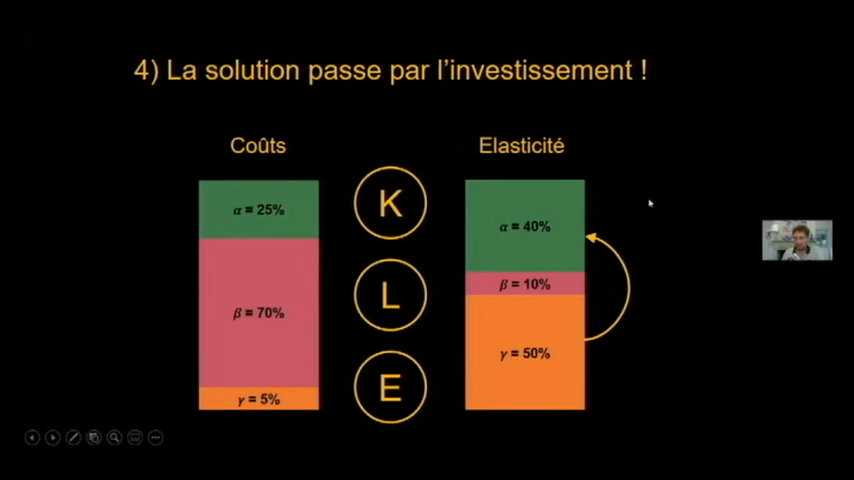 4) La solution passe par l'investissement !
Coûts
Elasticité
α = 25%
K
α = 40%
β = 70%
L
β = 10%
γ = 5%
E
γ = 50%